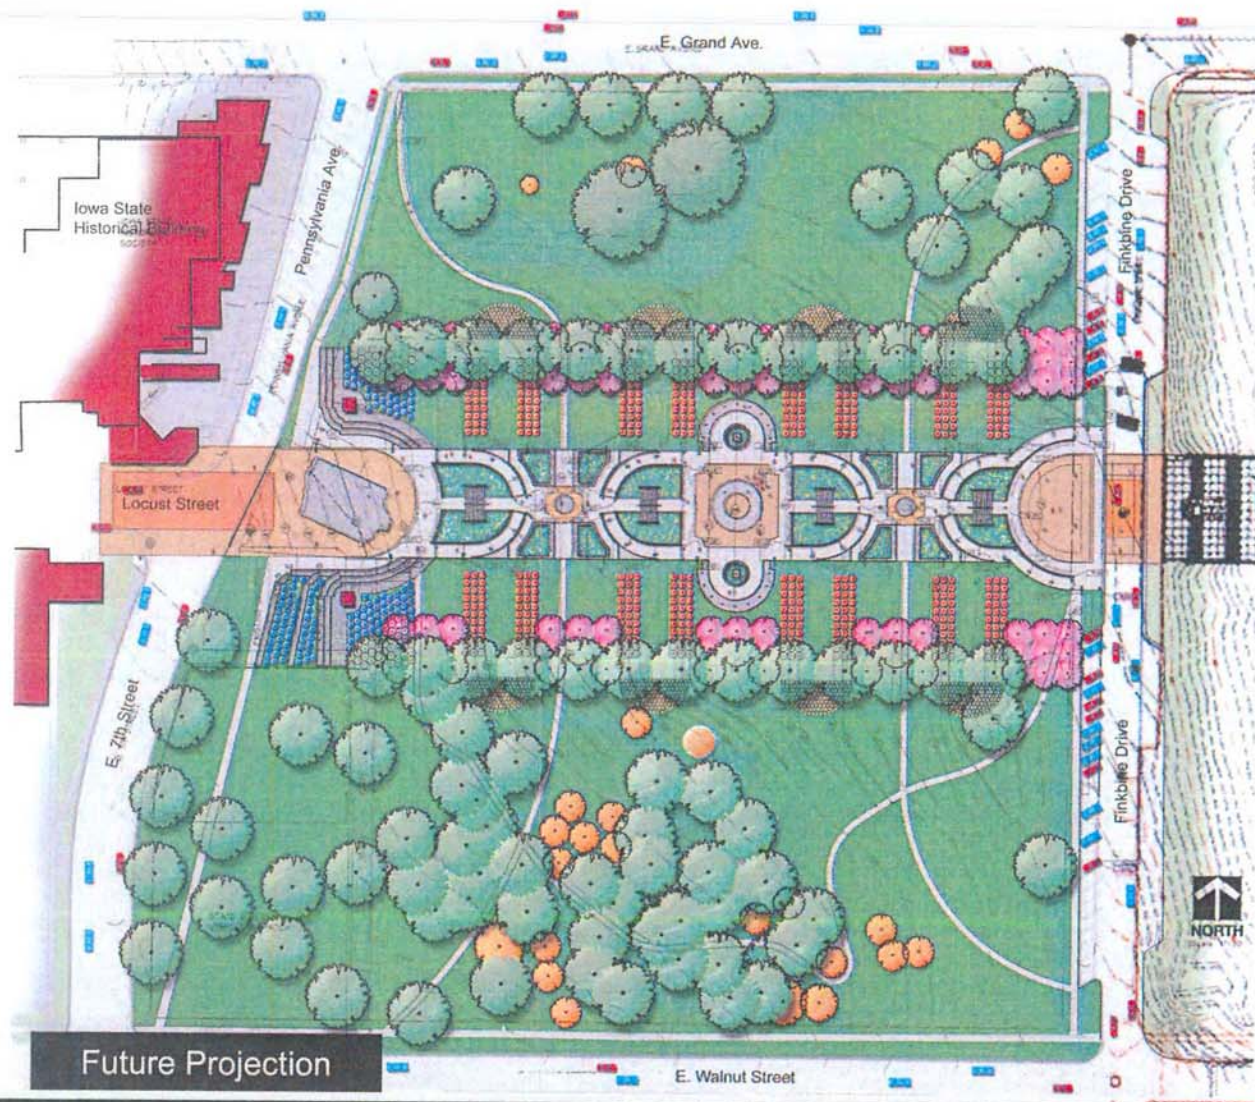 E. Grand Ave.
Iowa State
Historical Building
Pennsylvania Ave.
Finkbine Drive
Locust Street
E. 7th Street
Finkbine Drive
NORTH
Future Projection
E. Walnut Street